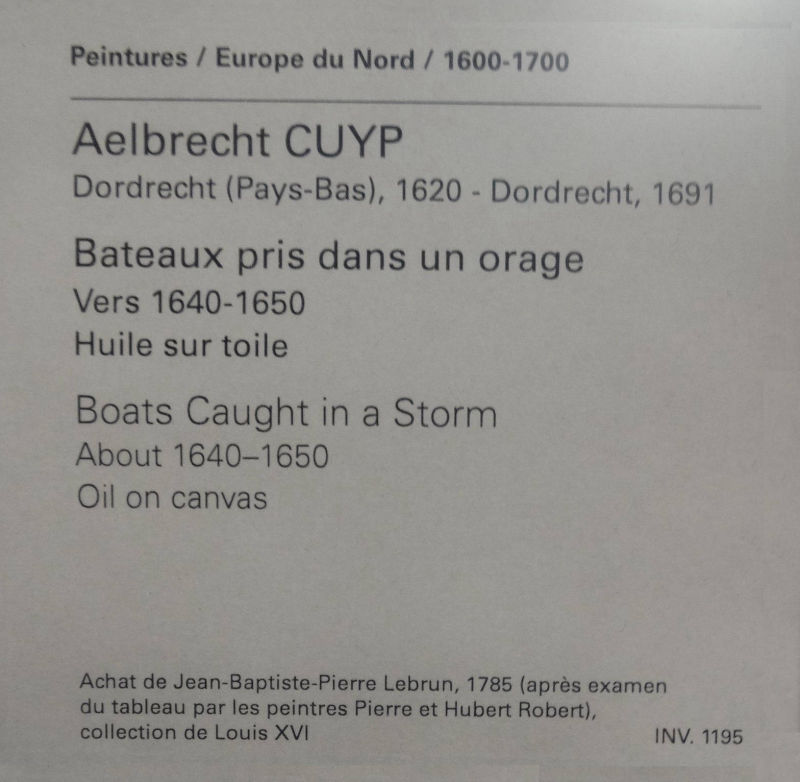 Peintures / Europe du Nord / 1600-1700
Aelbrecht CUYP
Dordrecht (Pays-Bas), 1620 - Dordrecht, 1691
Bateaux pris dans un orage
Vers 1640-1650
Huile sur toile
Boats Caught in a Storm
About 1640–1650
Oil on canvas
Achat de Jean-Baptiste-Pierre Lebrun, 1785 (après examen
du tableau par les peintres Pierre et Hubert Robert),
collection de Louis XVI
INV. 1195